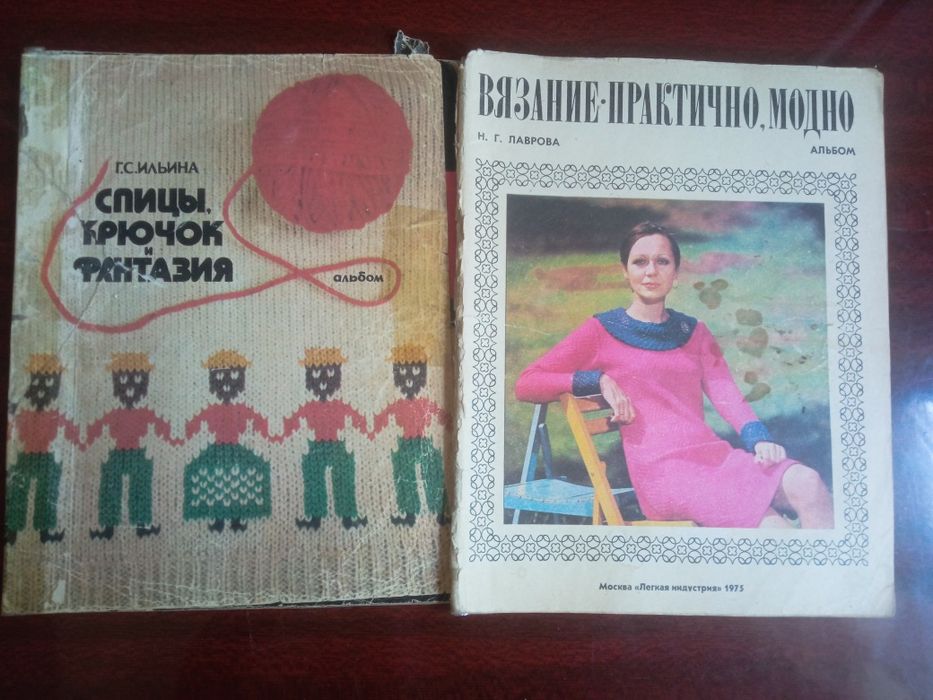 Г.С.ИЛЬИНА
СПИЦЫ,
КРЮЧОК
И
ФАНТАЗИЯ
альбом
ВЯЗАНИЕ·ПРАКТИЧНО, МОДНО
Н. Г. ЛАВРОВА
АЛЬБОМ
Москва «Легкая индустрия» 1975